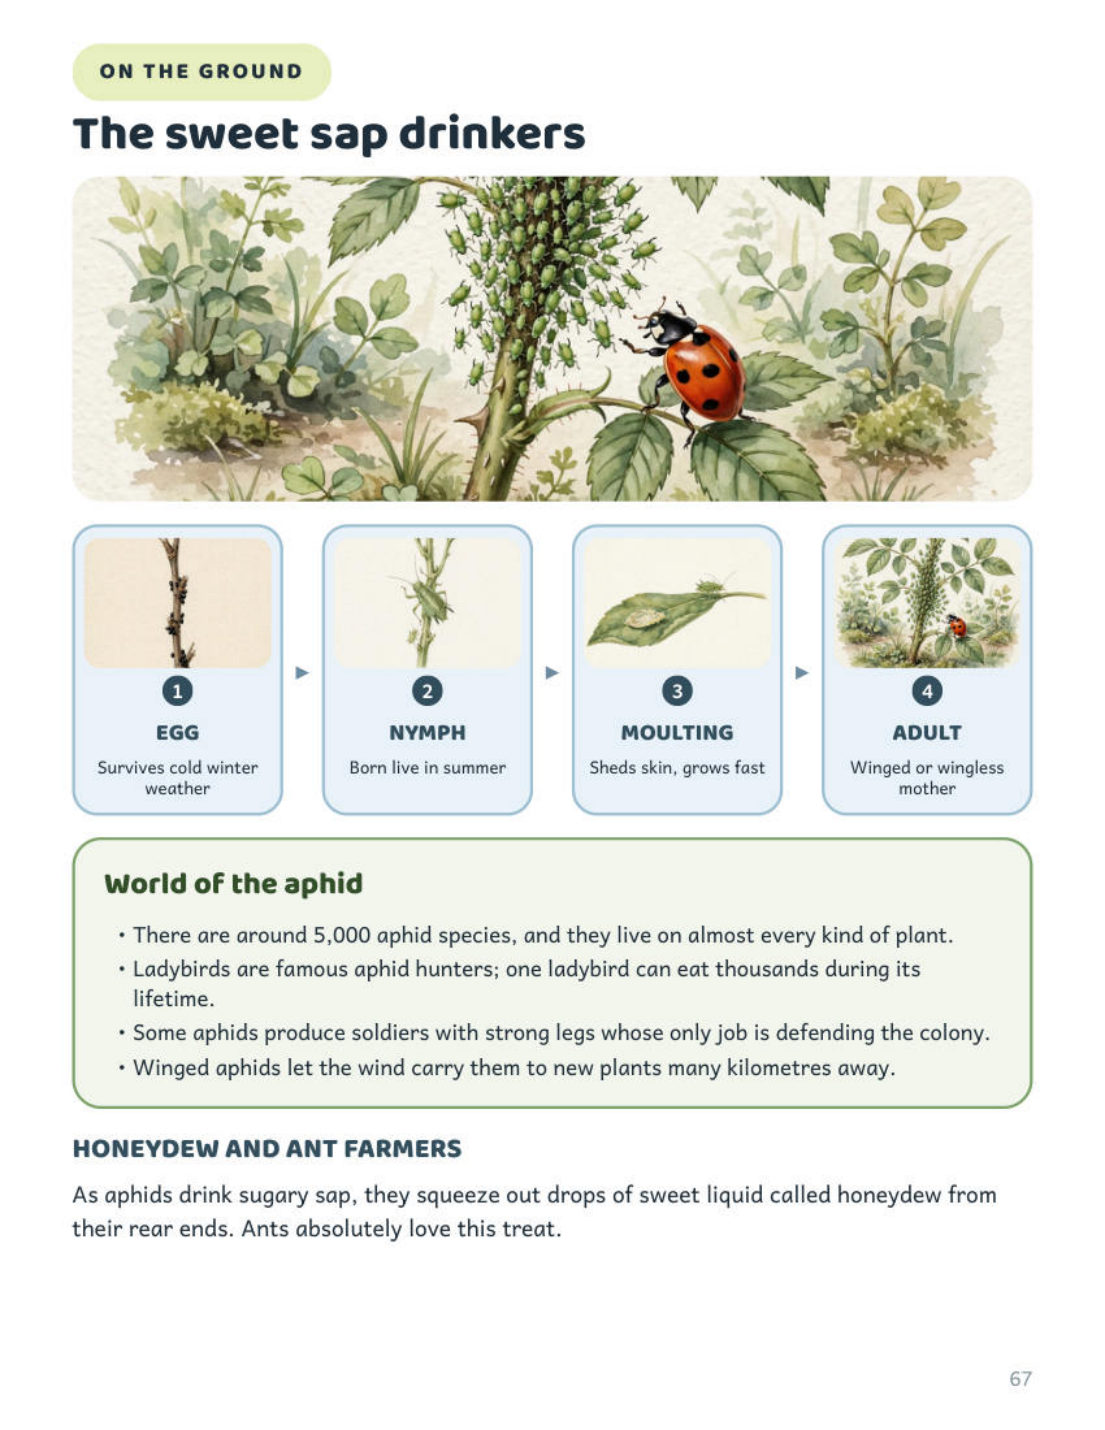 ON THE GROUND
The sweet sap drinkers
1
EGG
Survives cold winter
weather
2
NYMPH
Born live in summer
3
MOULTING
Sheds skin, grows fast
4
ADULT
Winged or wingless
mother
World of the aphid
• There are around 5,000 aphid species, and they live on almost every kind of plant.
• Ladybirds are famous aphid hunters; one ladybird can eat thousands during its
lifetime.
• Some aphids produce soldiers with strong legs whose only job is defending the colony.
• Winged aphids let the wind carry them to new plants many kilometres away.
HONEYDEW AND ANT FARMERS
As aphids drink sugary sap, they squeeze out drops of sweet liquid called honeydew from
their rear ends. Ants absolutely love this treat.
67